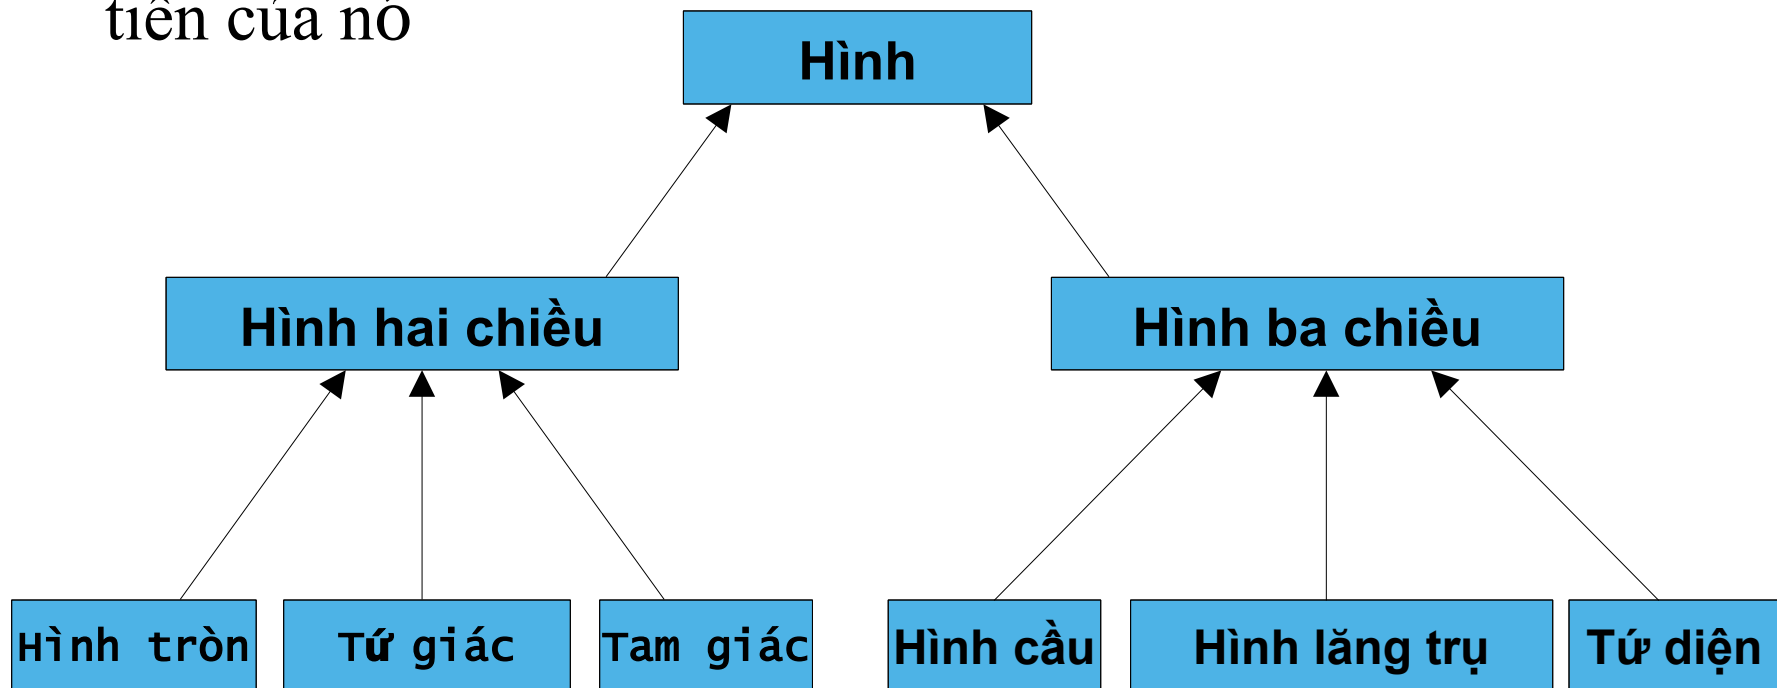 tiên của nó
Hình
Hình hai chiều
Hình ba chiều
Hình tròn
Tứ giác
Tam giác
Hình cầu
Hình lăng trụ
Tứ diện